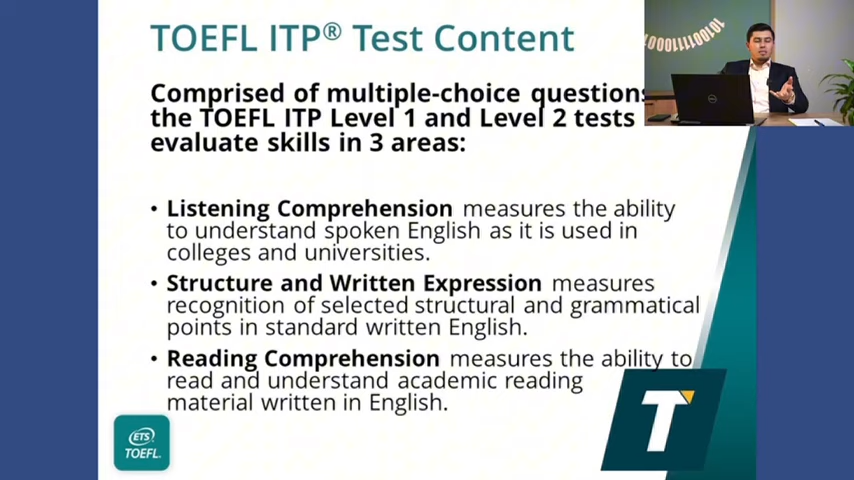 TOEFL ITP® Test Content
Comprised of multiple-choice questions
the TOEFL ITP Level 1 and Level 2 tests
evaluate skills in 3 areas:
• Listening Comprehension measures the ability
to understand spoken English as it is used in
colleges and universities.
• Structure and Written Expression measures
recognition of selected structural and grammatical
points in standard written English.
• Reading Comprehension measures the ability to
read and understand academic reading
material written in English.
ETS
TOEFL.
T
101001110001
DELL